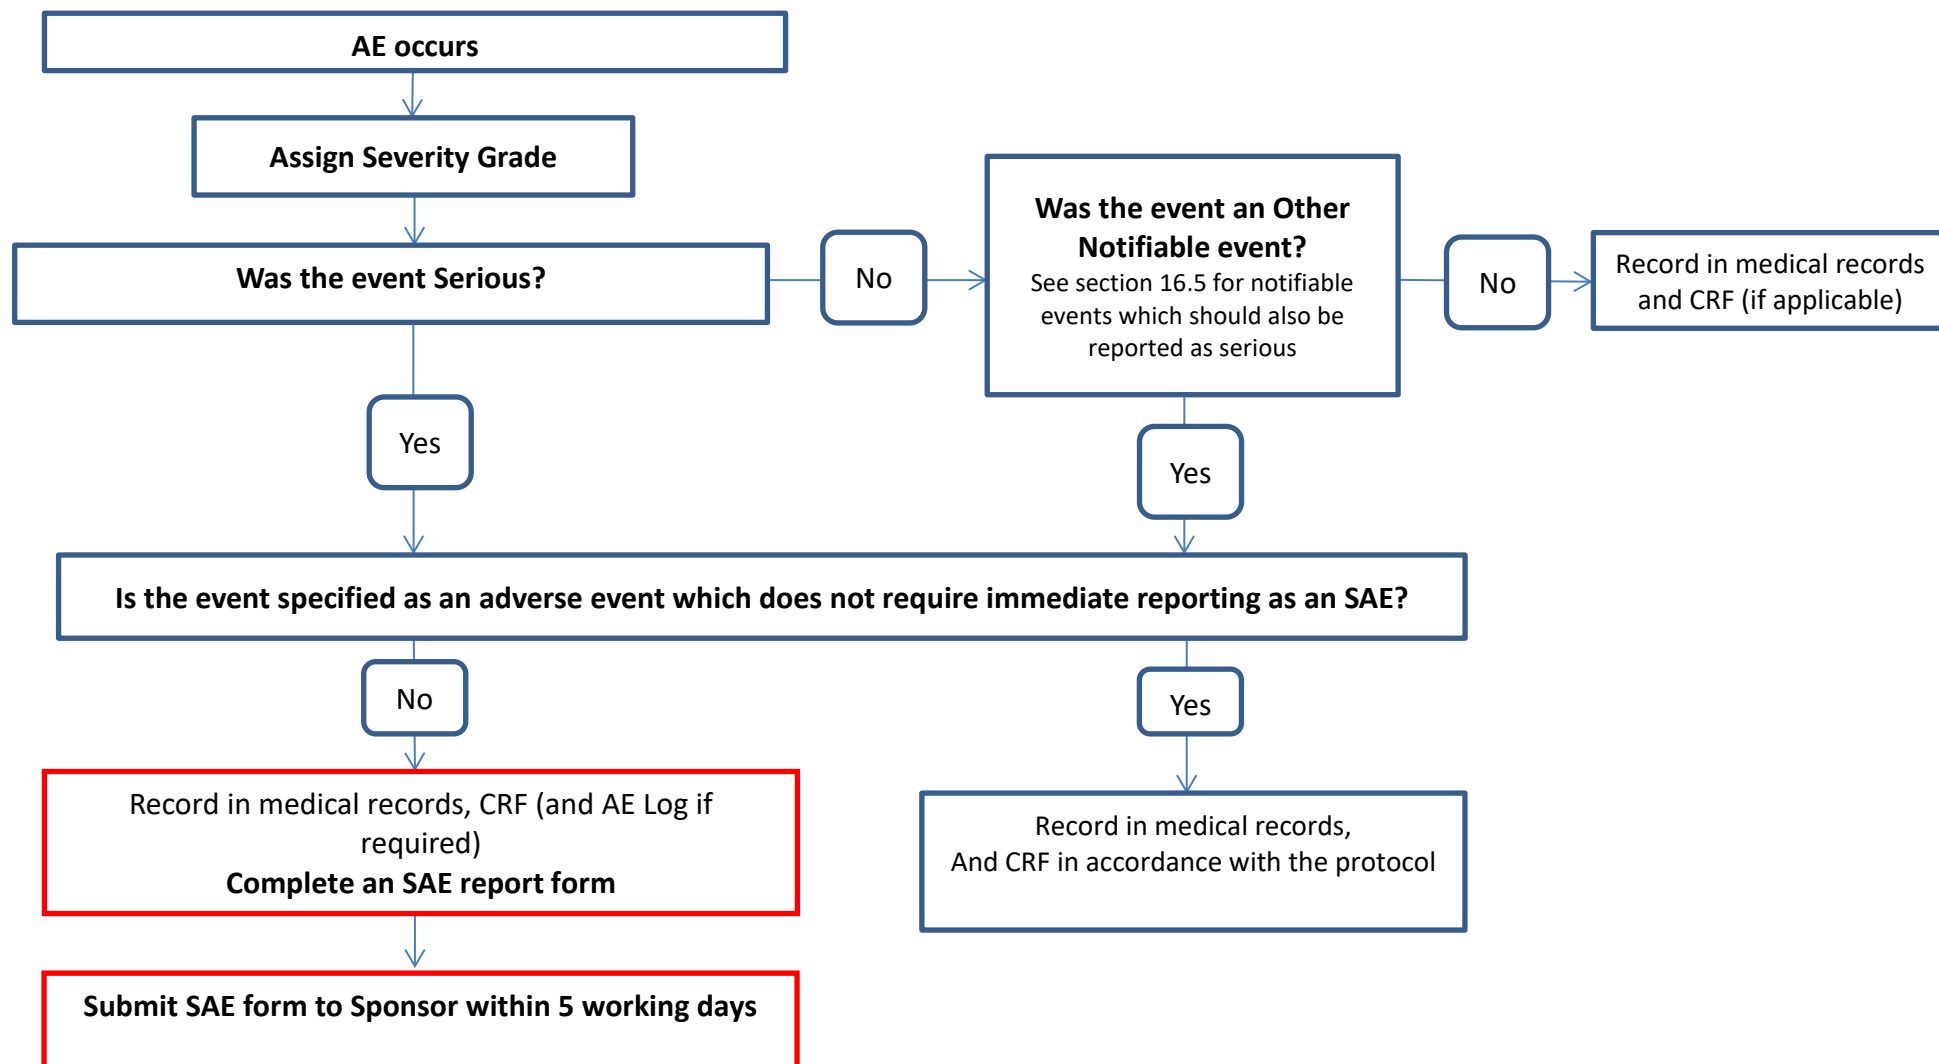 AE occurs
Assign Severity Grade
Was the event Serious?
No
Was the event an Other
Notifiable event?
See section 16.5 for notifiable
events which should also be
reported as serious
No
Record in medical records
and CRF (if applicable)
Yes
Yes
Is the event specified as an adverse event which does not require immediate reporting as an SAE?
No
Yes
Record in medical records, CRF (and AE Log if
required)
Complete an SAE report form
Record in medical records,
And CRF in accordance with the protocol
Submit SAE form to Sponsor within 5 working days